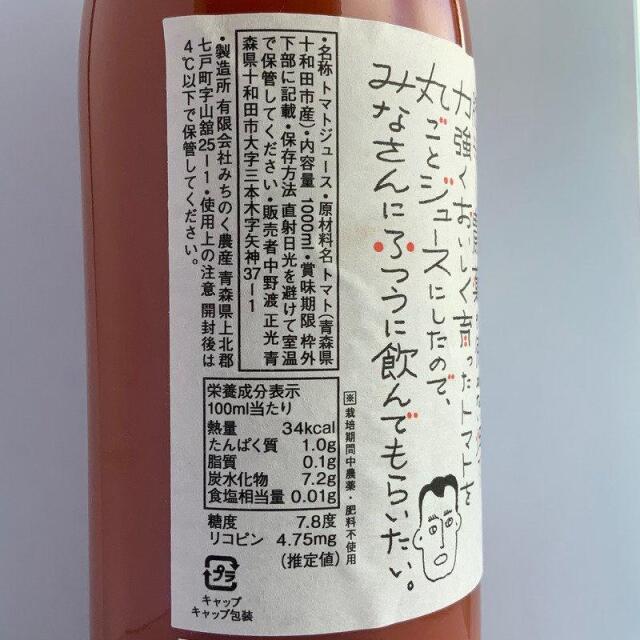 力強くおいしく育ったトマトを
丸ごとジュースにしたので、
みなさんにふつうに飲んでもらいたい。
※栽培期間中農薬・肥料不使用
・名称 トマトジュース・原材料名 トマト(青森県
十和田市産)・内容量 1000ml・賞味期限 枠外
下部に記載・保存方法 直射日光を避けて室温
で保管してください・販売者 中野渡 正光 青
森県十和田市大字三本木字矢神37-1
・製造所 有限会社みちのく農産 青森県上北郡
七戸町字山舘25-1・使用上の注意 開封後は
4℃以下で保管してください。
栄養成分表示
100ml当たり
熱量 34kcal
たんぱく質 1.0g
脂質 0.1g
炭水化物 7.2g
食塩相当量 0.01g
糖度 7.8度
リコピン 4.75mg
(推定値)
プラ
キャップ
キャップ包装